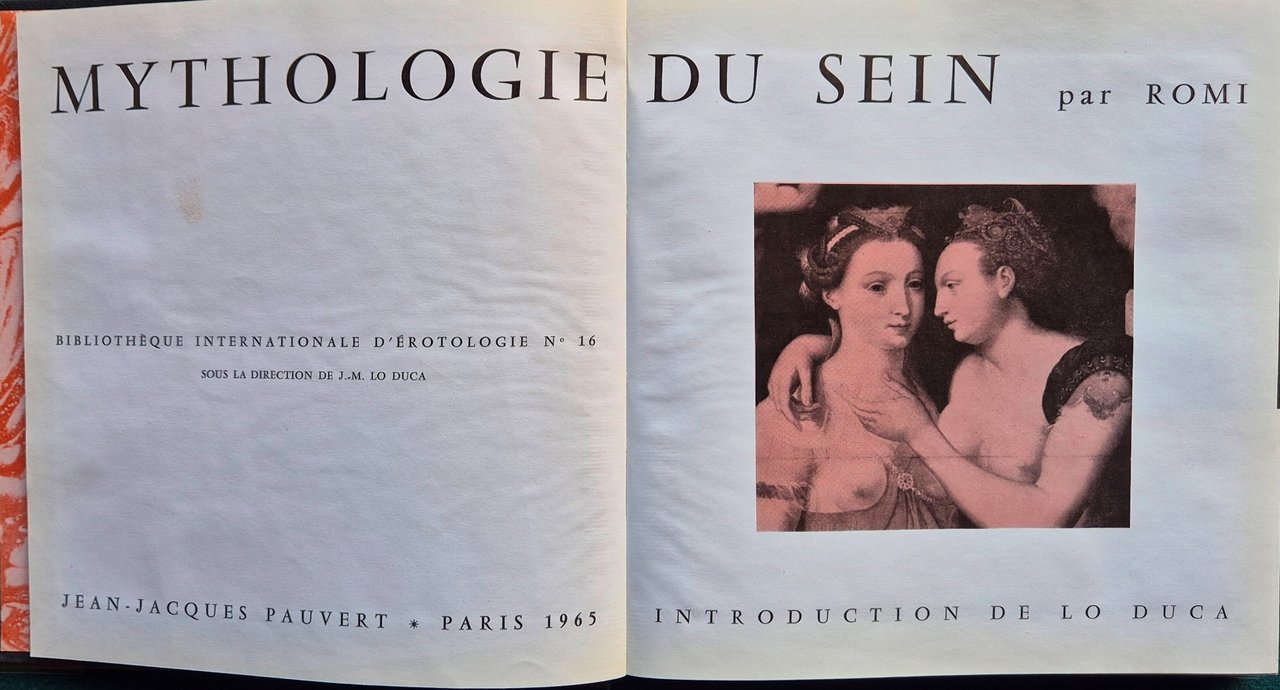 MYTHOLOGIE DU SEIN par ROMI
BIBLIOTHÈQUE INTERNATIONALE D'ÉROTOLOGIE Nº 16
SOUS LA DIRECTION DE J.-M. LO DUCA
JEAN-JACQUES PAUVERT * PARIS 1965
INTRODUCTION DE LO DUCA